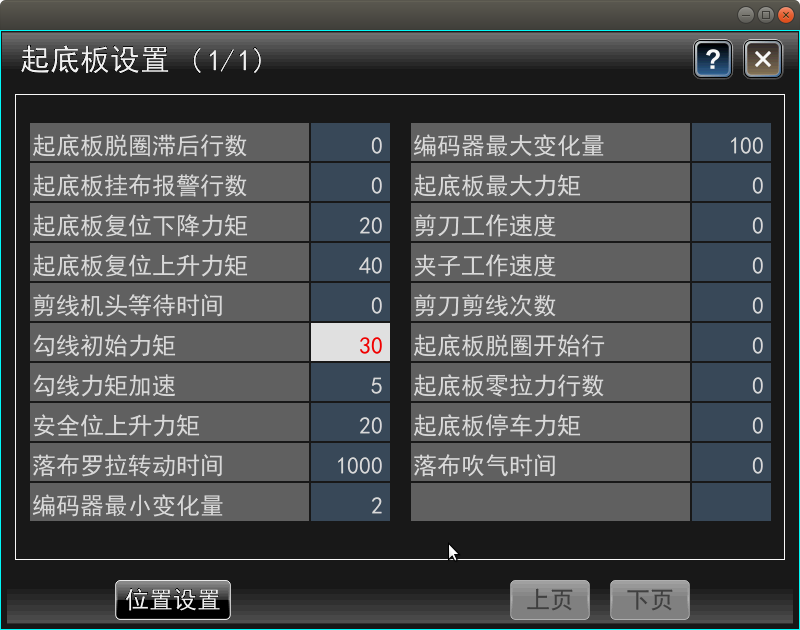 起底板设置 （1/1）
? ×
起底板脱圈滞后行数 0
起底板挂布报警行数 0
起底板复位下降力矩 20
起底板复位上升力矩 40
剪线机头等待时间 0
勾线初始力矩 30
勾线力矩加速 5
安全位上升力矩 20
落布罗拉转动时间 1000
编码器最小变化量 2
编码器最大变化量 100
起底板最大力矩 0
剪刀工作速度 0
夹子工作速度 0
剪刀剪线次数 0
起底板脱圈开始行 0
起底板零拉力行数 0
起底板停车力矩 0
落布吹气时间 0
位置设置 上页 下页